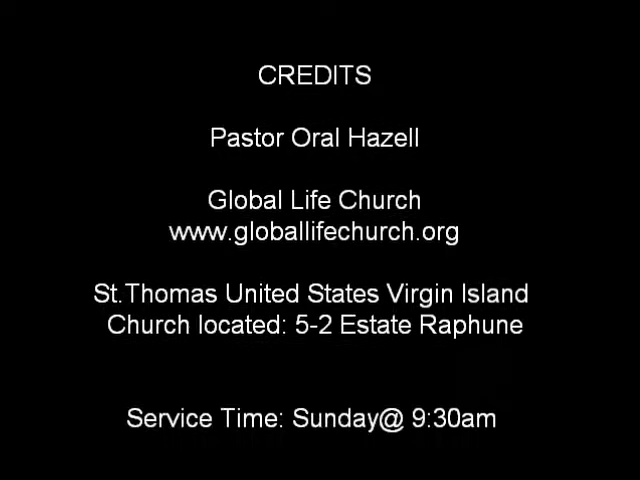 CREDITS
Pastor Oral Hazell
Global Life Church
www.globallifechurch.org
St.Thomas United States Virgin Island
Church located: 5-2 Estate Raphune
Service Time: Sunday@ 9:30am